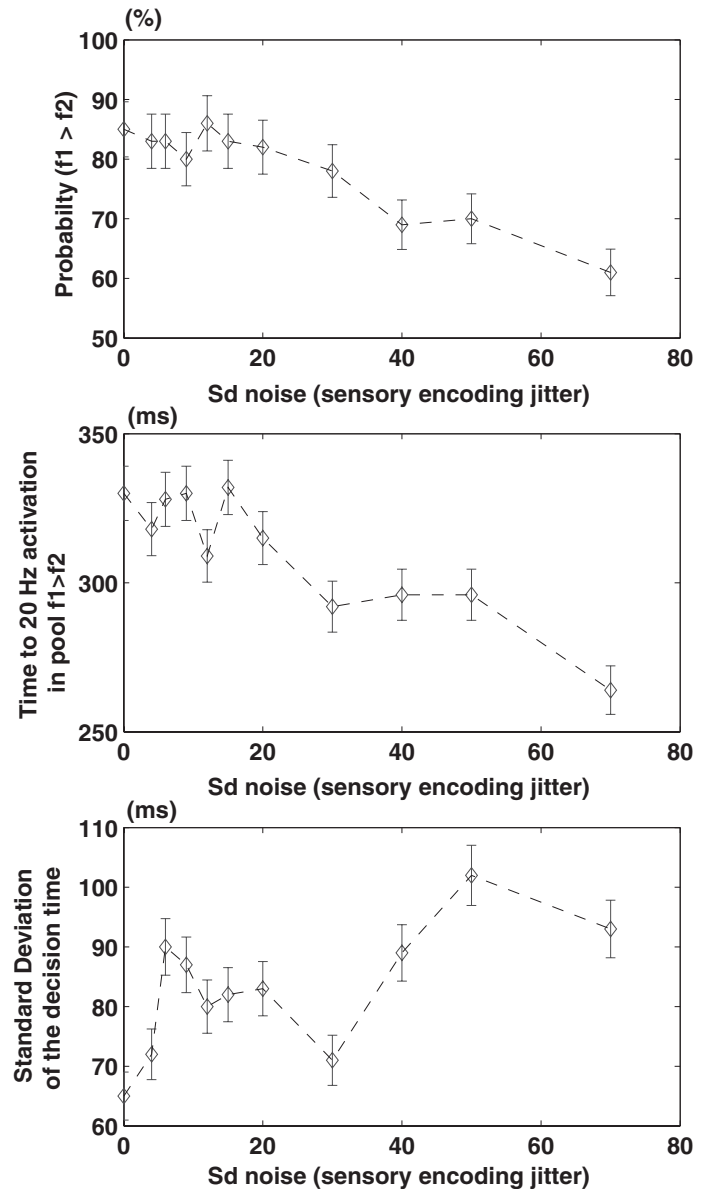 (%)
100
90
80
70
60
50
Probabilty (f1 > f2)
0 20 40 60 80
Sd noise (sensory encoding jitter)
(ms)
350
300
250
Time to 20 Hz activation
in pool f1>f2
0 20 40 60 80
Sd noise (sensory encoding jitter)
(ms)
110
100
90
80
70
60
Standard Deviation
of the decision time
0 20 40 60 80
Sd noise (sensory encoding jitter)